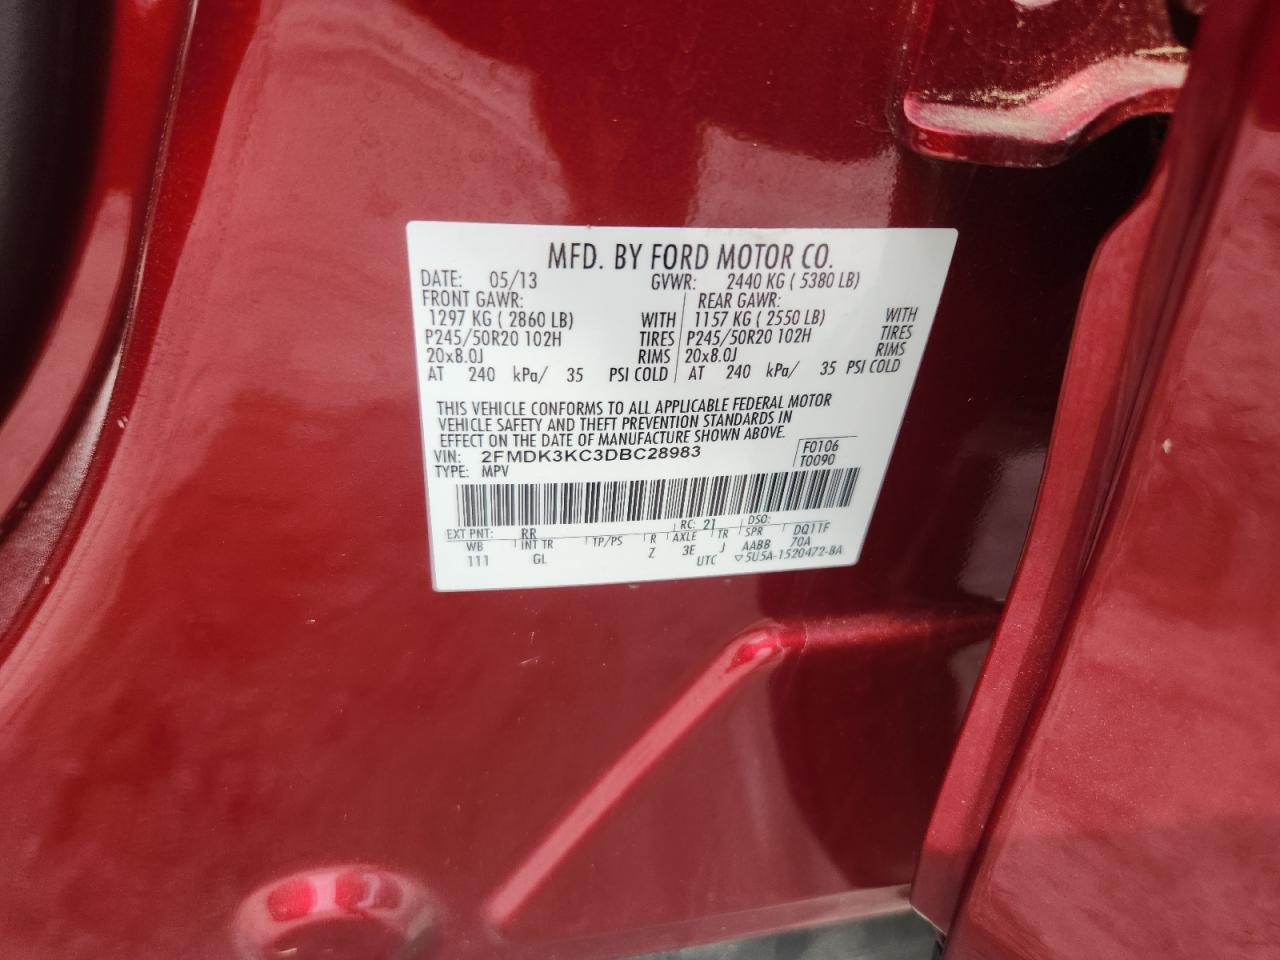 MFD. BY FORD MOTOR CO.
DATE: 05/13 GVWR: 2440 KG ( 5380 LB)
FRONT GAWR: REAR GAWR:
1297 KG ( 2860 LB) WITH 1157 KG ( 2550 LB) WITH
P245/50R20 102H TIRES P245/50R20 102H TIRES
20x8.0J RIMS 20x8.0J RIMS
AT 240 kPa/ 35 PSI COLD AT 240 kPa/ 35 PSI COLD
THIS VEHICLE CONFORMS TO ALL APPLICABLE FEDERAL MOTOR
VEHICLE SAFETY AND THEFT PREVENTION STANDARDS IN
EFFECT ON THE DATE OF MANUFACTURE SHOWN ABOVE.
VIN: 2FMDK3KC3DBC28983 F0106
TYPE: MPV T0090
EXT PNT: RR RC: 21 DSO:
WB INT TR TP/PS R AXLE TR SPR DQ11F
111 GL Z 3E J AABB 70A
UTC ▽5U5A-1520472-BA